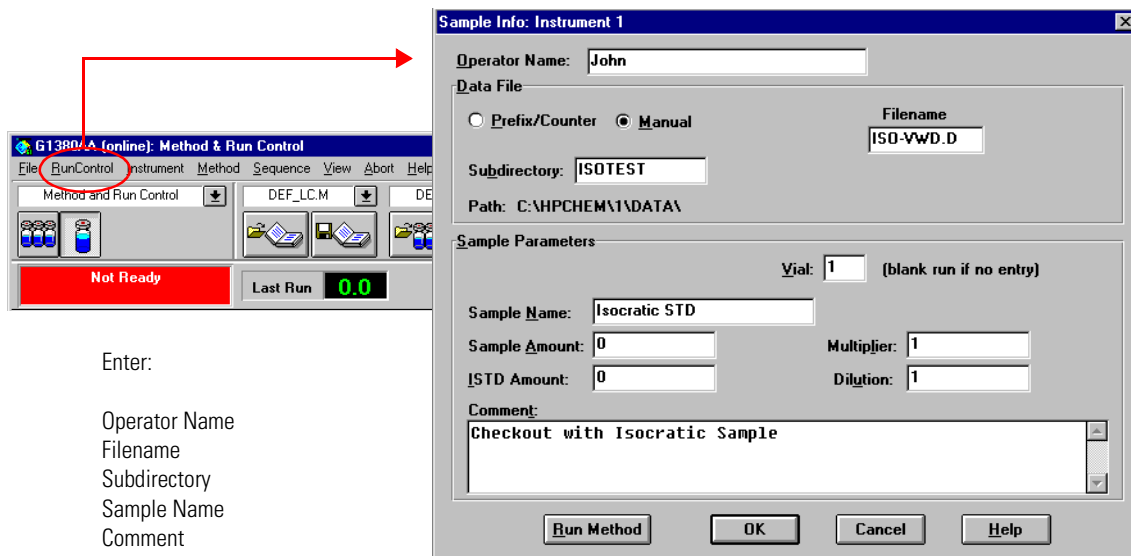 Sample Info: Instrument 1
Operator Name: John
Data File
Prefix/Counter Manual Filename
ISO-VWD.D
Subdirectory: ISOTEST
Path: C:\HPCHEM\1\DATA\
Sample Parameters
Vial: 1 (blank run if no entry)
Sample Name: Isocratic STD
Sample Amount: 0 Multiplier: 1
ISTD Amount: 0 Dilution: 1
Comment:
Checkout with Isocratic Sample
Run Method OK Cancel Help
(online): Method & Run Control
File RunControl Instrument Method Sequence View Abort Help
Method and Run Control DEF_LC.M DE
Not Ready Last Run 0.0
Enter:
Operator Name
Filename
Subdirectory
Sample Name
Comment